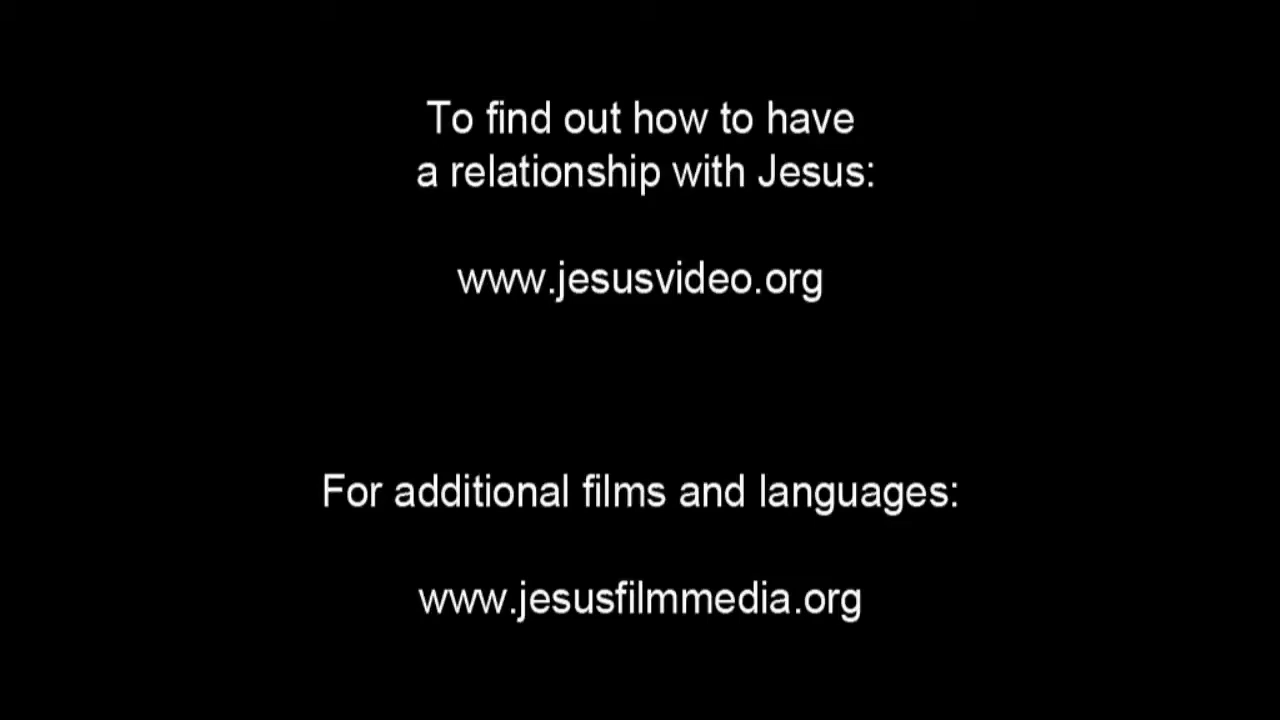 To find out how to have
a relationship with Jesus:
www.jesusvideo.org
For additional films and languages:
www.jesusfilmmedia.org